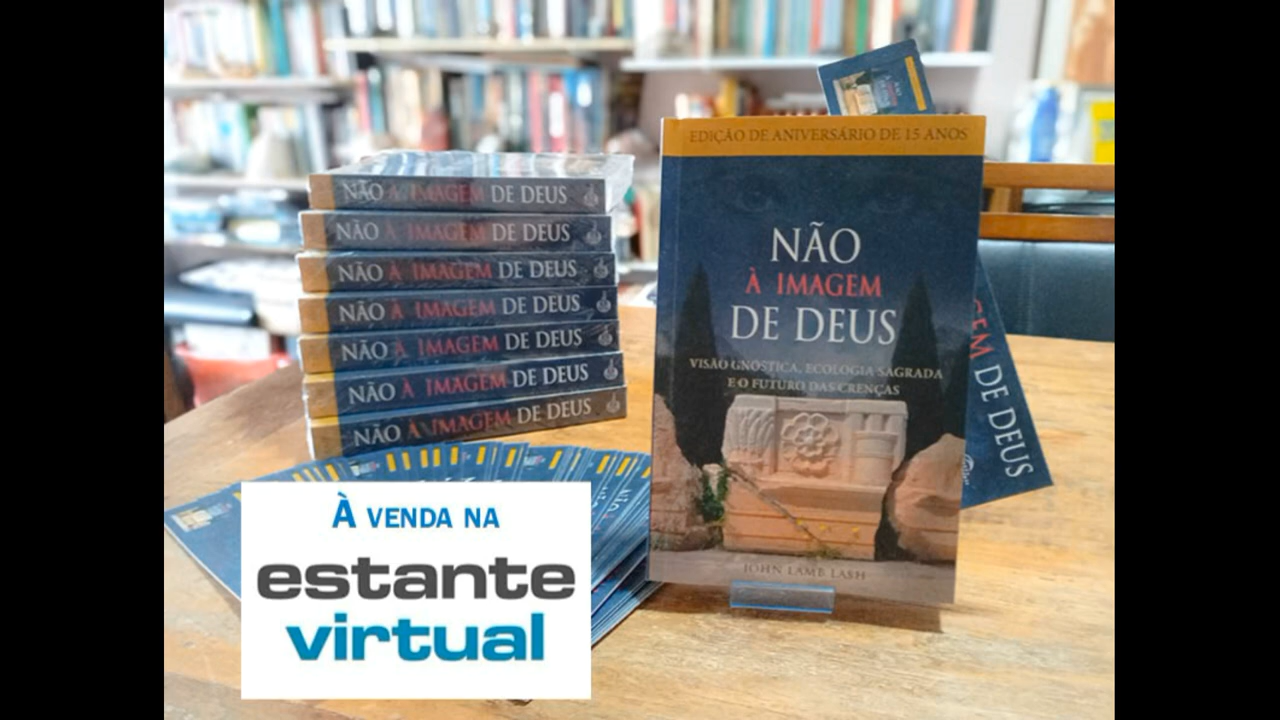 EDIÇÃO DE ANIVERSÁRIO DE 15 ANOS
NÃO
À IMAGEM
DE DEUS
VISÃO GNÓSTICA, ECOLOGIA SAGRADA
E O FUTURO DAS CRENÇAS
JOHN LAMB LASH
NÃO À IMAGEM DE DEUS
NÃO À IMAGEM DE DEUS
NÃO À IMAGEM DE DEUS
NÃO À IMAGEM DE DEUS
NÃO À IMAGEM DE DEUS
NÃO À IMAGEM DE DEUS
NÃO À IMAGEM DE DEUS
DE DEUS
À VENDA NA
estante
virtual